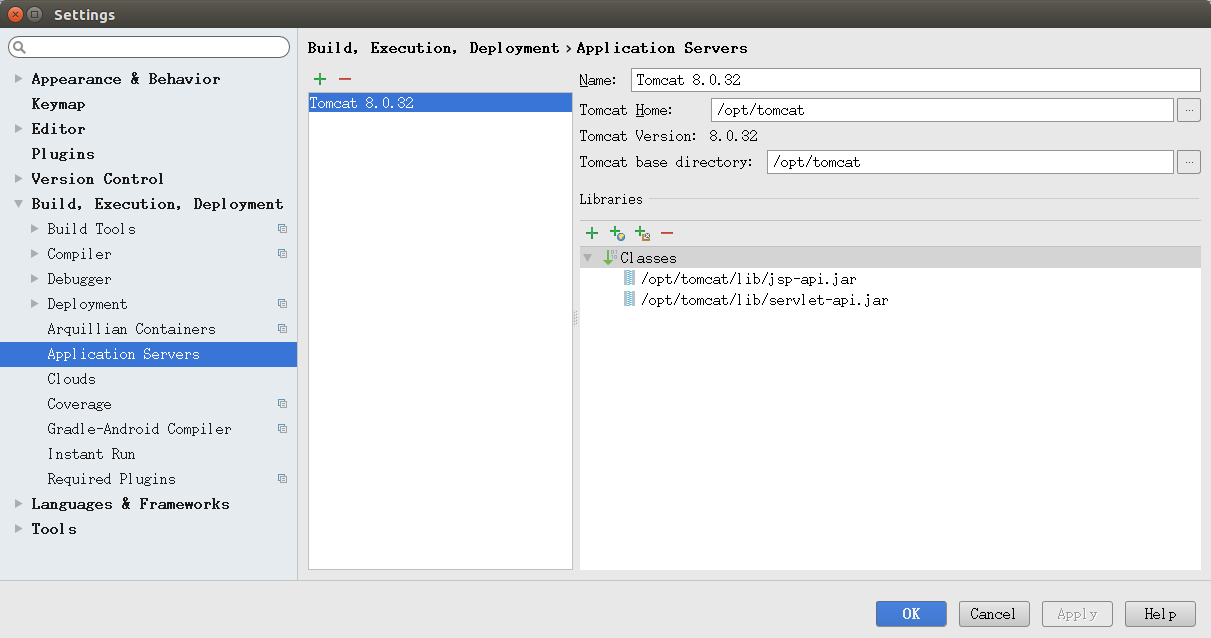 Settings
Appearance & Behavior
Keymap
Editor
Plugins
Version Control
Build, Execution, Deployment
Build Tools
Compiler
Debugger
Deployment
Arquillian Containers
Application Servers
Clouds
Coverage
Gradle-Android Compiler
Instant Run
Required Plugins
Languages & Frameworks
Tools
Build, Execution, Deployment › Application Servers
Tomcat 8.0.32
Name: Tomcat 8.0.32
Tomcat Home: /opt/tomcat ...
Tomcat Version: 8.0.32
Tomcat base directory: /opt/tomcat ...
Libraries
Classes
/opt/tomcat/lib/jsp-api.jar
/opt/tomcat/lib/servlet-api.jar
OK Cancel Apply Help